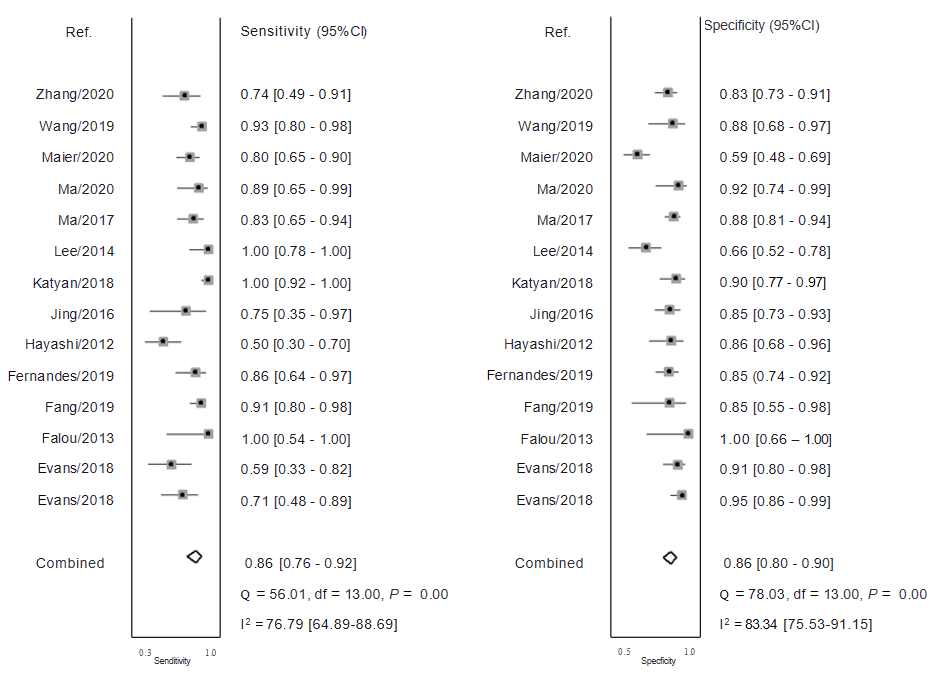 Ref. Sensitivity (95%CI)
Zhang/2020 0.74 [0.49 - 0.91]
Wang/2019 0.93 [0.80 - 0.98]
Maier/2020 0.80 [0.65 - 0.90]
Ma/2020 0.89 [0.65 - 0.99]
Ma/2017 0.83 [0.65 - 0.94]
Lee/2014 1.00 [0.78 - 1.00]
Katyan/2018 1.00 [0.92 - 1.00]
Jing/2016 0.75 [0.35 - 0.97]
Hayashi/2012 0.50 [0.30 - 0.70]
Fernandes/2019 0.86 [0.64 - 0.97]
Fang/2019 0.91 [0.80 - 0.98]
Falou/2013 1.00 [0.54 - 1.00]
Evans/2018 0.59 [0.33 - 0.82]
Evans/2018 0.71 [0.48 - 0.89]
Combined 0.86 [0.76 - 0.92]
Q = 56.01, df = 13.00, P = 0.00
I² = 76.79 [64.89-88.69]
0.3 1.0
Senditivity
Ref. Specificity (95%CI)
Zhang/2020 0.83 [0.73 - 0.91]
Wang/2019 0.88 [0.68 - 0.97]
Maier/2020 0.59 [0.48 - 0.69]
Ma/2020 0.92 [0.74 - 0.99]
Ma/2017 0.88 [0.81 - 0.94]
Lee/2014 0.66 [0.52 - 0.78]
Katyan/2018 0.90 [0.77 - 0.97]
Jing/2016 0.85 [0.73 - 0.93]
Hayashi/2012 0.86 [0.68 - 0.96]
Fernandes/2019 0.85 (0.74 - 0.92]
Fang/2019 0.85 [0.55 - 0.98]
Falou/2013 1.00 [0.66 – 1.00]
Evans/2018 0.91 [0.80 - 0.98]
Evans/2018 0.95 [0.86 - 0.99]
Combined 0.86 [0.80 - 0.90]
Q = 78.03, df = 13.00, P = 0.00
I² = 83.34 [75.53-91.15]
0.5 1.0
Specficity